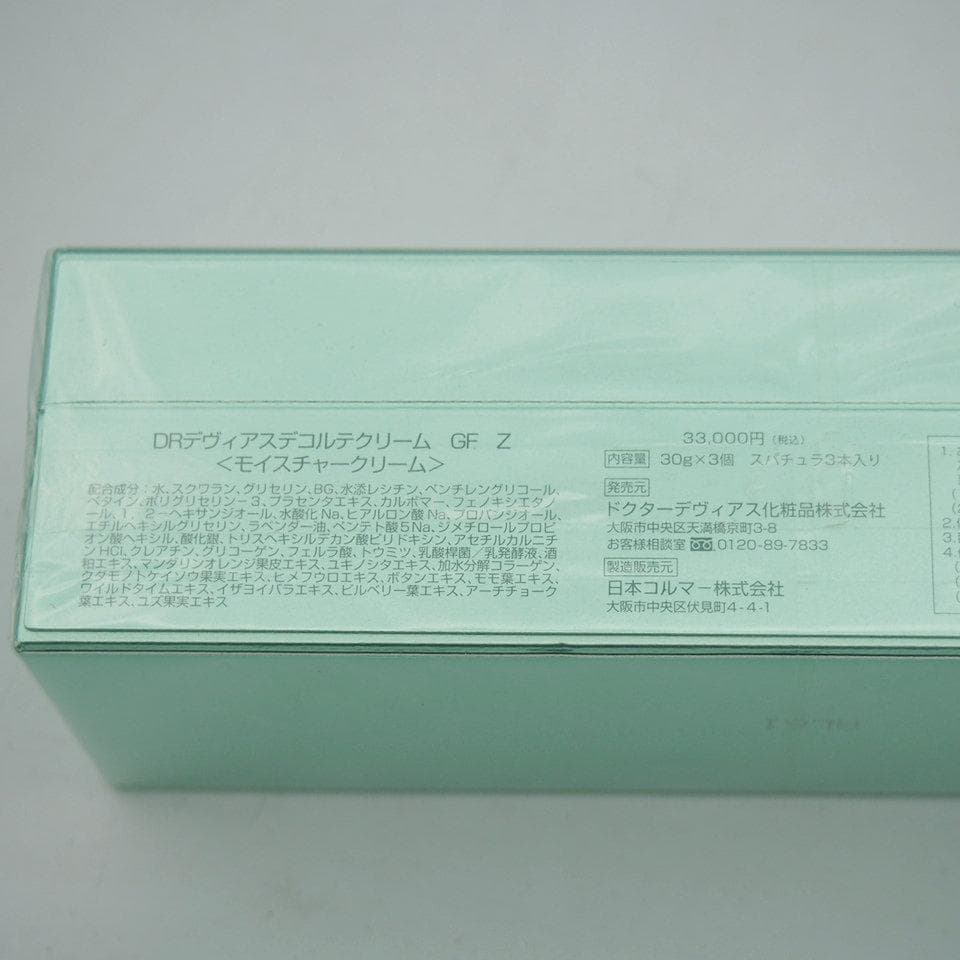 DRデヴィアスデコルテクリーム GF Z
<モイスチャークリーム>
配合成分：水、スクワラン、グリセリン、BG、水添レシチン、ペンチレングリコール、
ベタイン、ポリグリセリン-3、プラセンタエキス、カルボマー、フェノキシエタノ
ール、1，2-ヘキサンジオール、水酸化Na、ヒアルロン酸Na、プロパンジオール、
エチルヘキシルグリセリン、ラベンダー油、ペンテト酸5Na、ジメチロールプロピ
オン酸ヘキシル、酸化銀、トリスヘキシルデカン酸ピリドキシン、アセチルカルニチ
ンHCl、クレアチン、グリコーゲン、フェルラ酸、トウミツ、乳酸桿菌／乳発酵液、酒
粕エキス、マンダリンオレンジ果皮エキス、ユキノシタエキス、加水分解コラーゲン、
クダモノトケイソウ果実エキス、ヒメフウロエキス、ボタンエキス、モモ葉エキス、
ワイルドタイムエキス、イザヨイバラエキス、ビルベリー葉エキス、アーチチョーク
葉エキス、ユズ果実エキス
33,000円（税込）
内容量 30g×3個 スパチュラ3本入り
発売元
ドクターデヴィアス化粧品株式会社
大阪市中央区天満橋京町3-8
お客様相談室 0120-89-7833
製造販売元
日本コルマー株式会社
大阪市中央区伏見町4-4-1